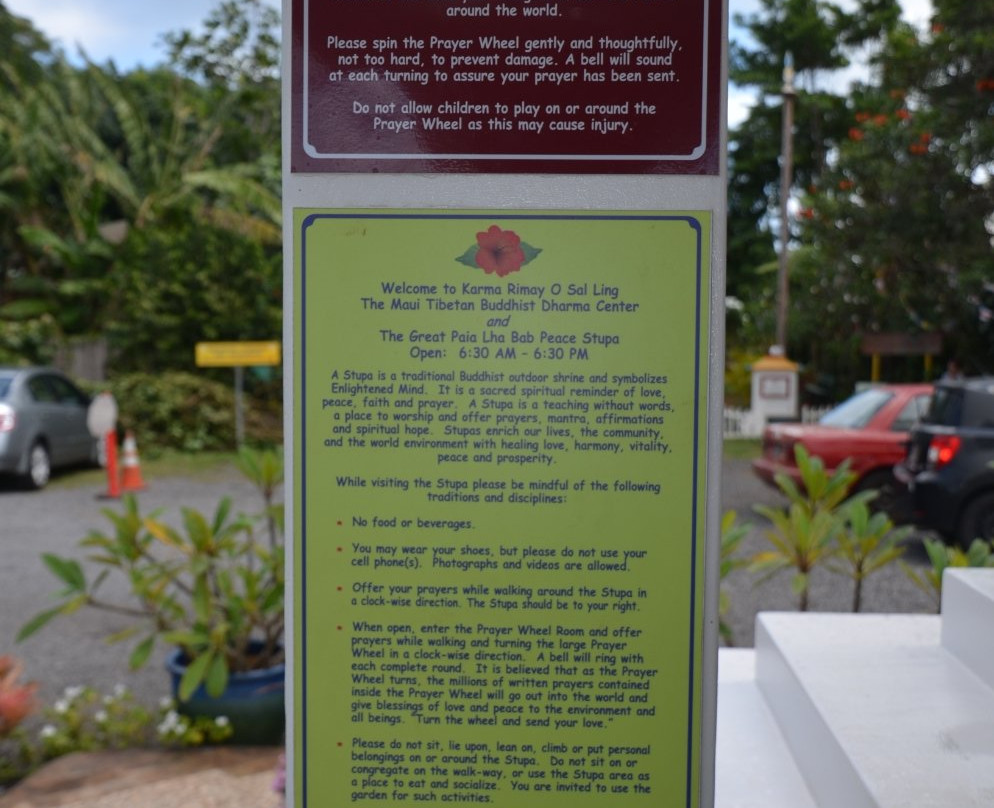 around the world.
Please spin the Prayer Wheel gently and thoughtfully,
not too hard, to prevent damage. A bell will sound
at each turning to assure your prayer has been sent.
Do not allow children to play on or around the
Prayer Wheel as this may cause injury.
Welcome to Karma Rimay O Sal Ling
The Maui Tibetan Buddhist Dharma Center
and
The Great Paia Lha Bab Peace Stupa
Open: 6:30 AM - 6:30 PM
A Stupa is a traditional Buddhist outdoor shrine and symbolizes
Enlightened Mind. It is a sacred spiritual reminder of love,
peace, faith and prayer. A Stupa is a teaching without words,
a place to worship and offer prayers, mantra, affirmations
and spiritual hope. Stupas enrich our lives, the community,
and the world environment with healing love, harmony, vitality,
peace and prosperity.
While visiting the Stupa please be mindful of the following
traditions and disciplines:
• No food or beverages.
• You may wear your shoes, but please do not use your
cell phone(s). Photographs and videos are allowed.
• Offer your prayers while walking around the Stupa in
a clock-wise direction. The Stupa should be to your right.
• When open, enter the Prayer Wheel Room and offer
prayers while walking and turning the large Prayer
Wheel in a clock-wise direction. A bell will ring with
each complete round. It is believed that as the Prayer
Wheel turns, the millions of written prayers contained
inside the Prayer Wheel will go out into the world and
give blessings of love and peace to the environment and
all beings. "Turn the wheel and send your love."
• Please do not sit, lie upon, lean on, climb or put personal
belongings on or around the Stupa. Do not sit on or
congregate on the walk-way, or use the Stupa area as
a place to eat and socialize. You are invited to use the
garden for such activities.